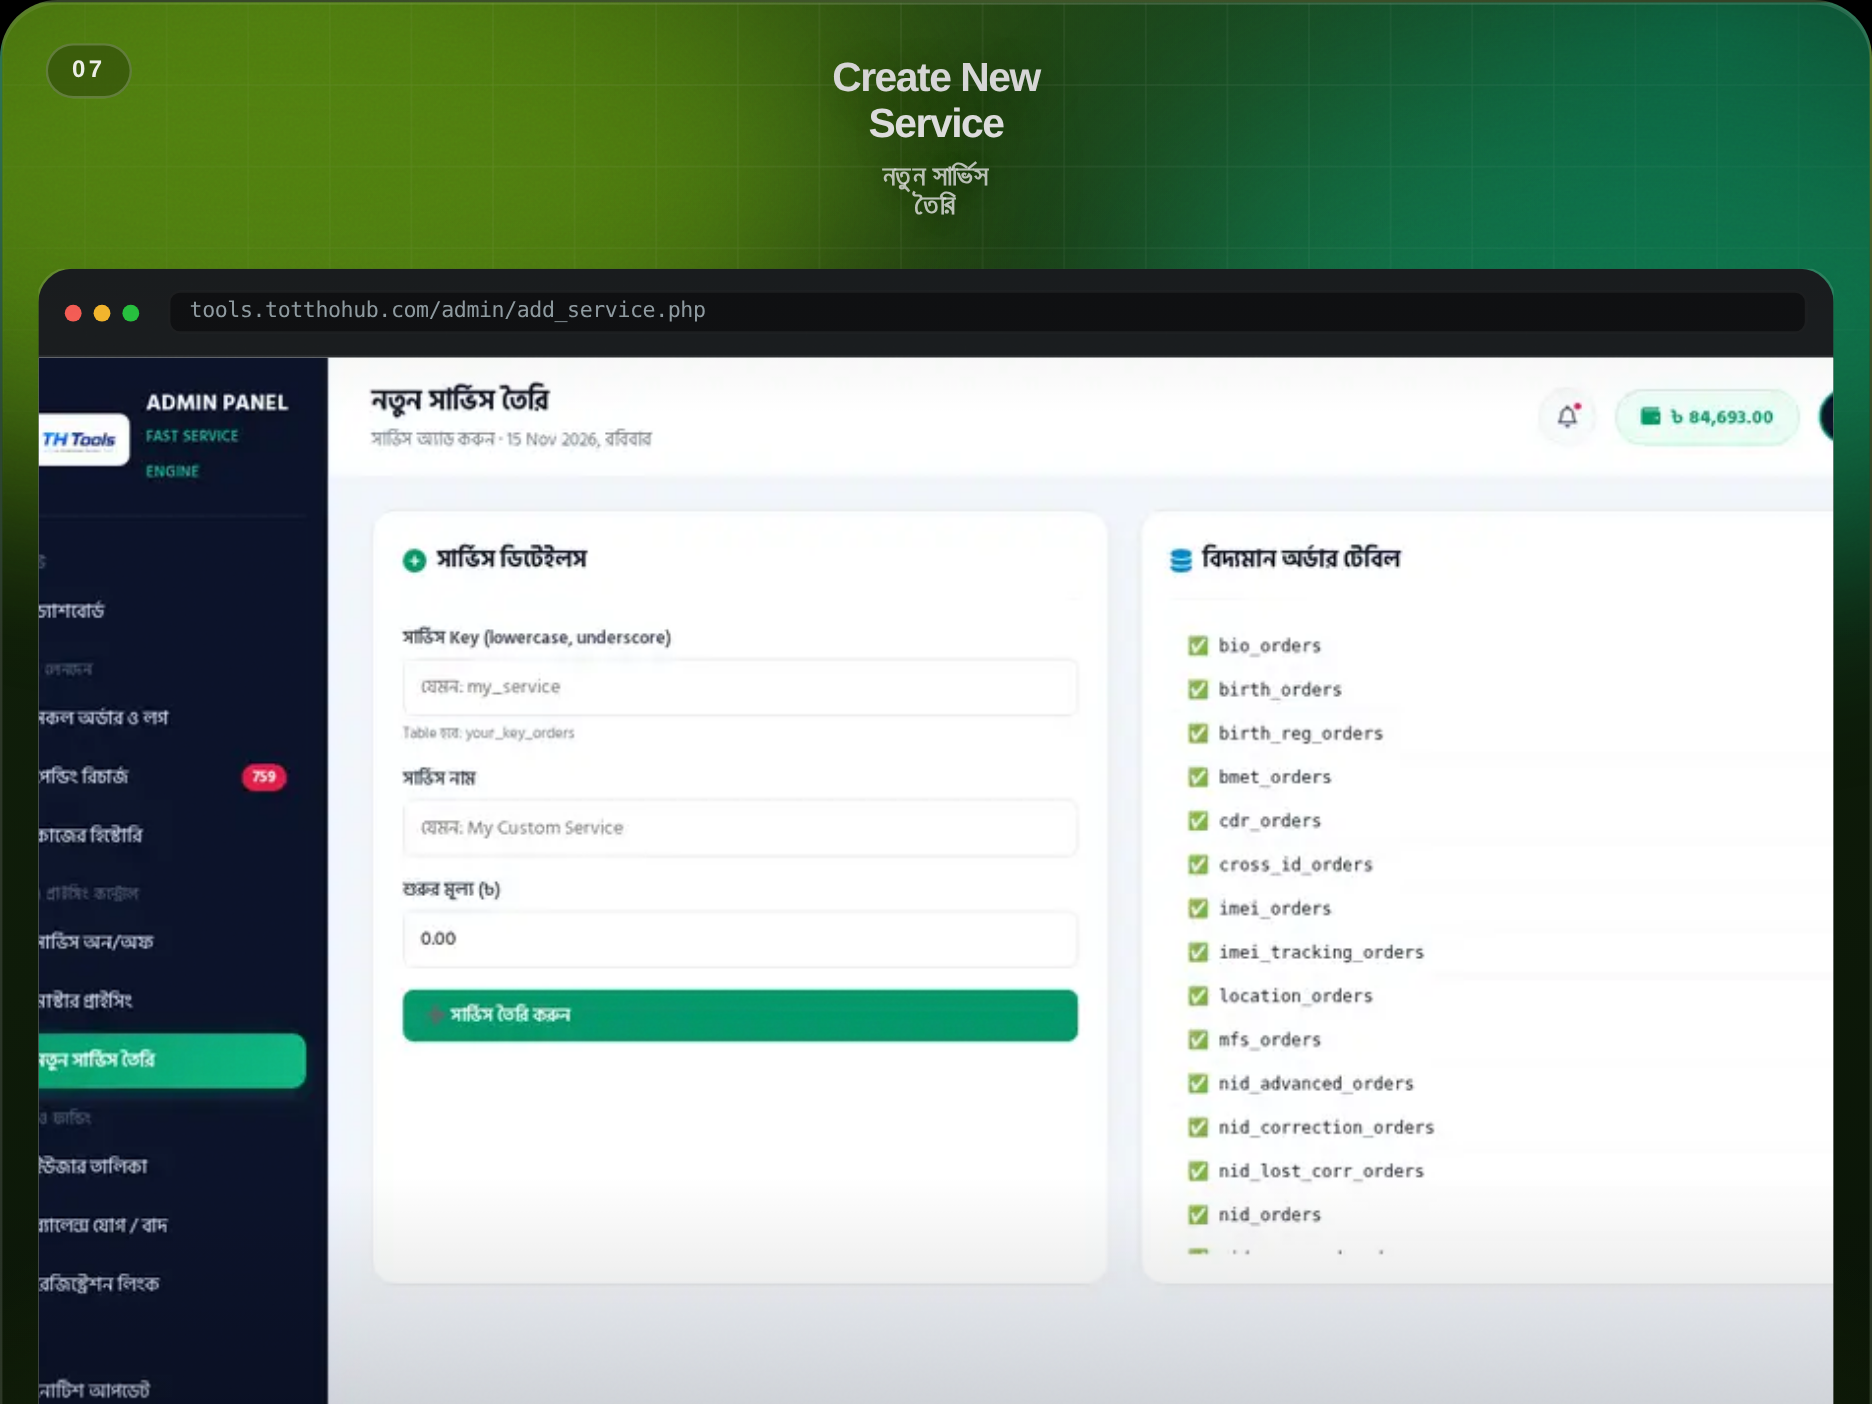 07
Create New
Service
নতুন সার্ভিস
তৈরি
tools.totthohub.com/admin/add_service.php
TH Tools
ADMIN PANEL
FAST SERVICE
ENGINE
লেনদেন
সকল অর্ডার ও লগ
রিচার্জ
759
কাজের হিস্টোরি
প্রাইসিং কন্ট্রোল
সার্ভিস অন/অফ
প্রাইসিং
নতুন সার্ভিস তৈরি
ও ফান্ডিং
ইউজার তালিকা
ব্যালেন্স যোগ / বাদ
রেজিস্ট্রেশন লিংক
নোটিশ আপডেট
নতুন সার্ভিস তৈরি
সার্ভিস অ্যাড করুন · 15 Nov 2026, রবিবার
৳ 84,693.00
সার্ভিস ডিটেইলস
সার্ভিস Key (lowercase, underscore)
যেমন: my_service
Table হবে: your_key_orders
সার্ভিস নাম
যেমন: My Custom Service
শুরুর মূল্য (৳)
0.00
সার্ভিস তৈরি করুন
বিদ্যমান অর্ডার টেবিল
bio_orders
birth_orders
birth_reg_orders
bmet_orders
cdr_orders
cross_id_orders
imei_orders
imei_tracking_orders
location_orders
mfs_orders
nid_advanced_orders
nid_correction_orders
nid_lost_corr_orders
nid_orders